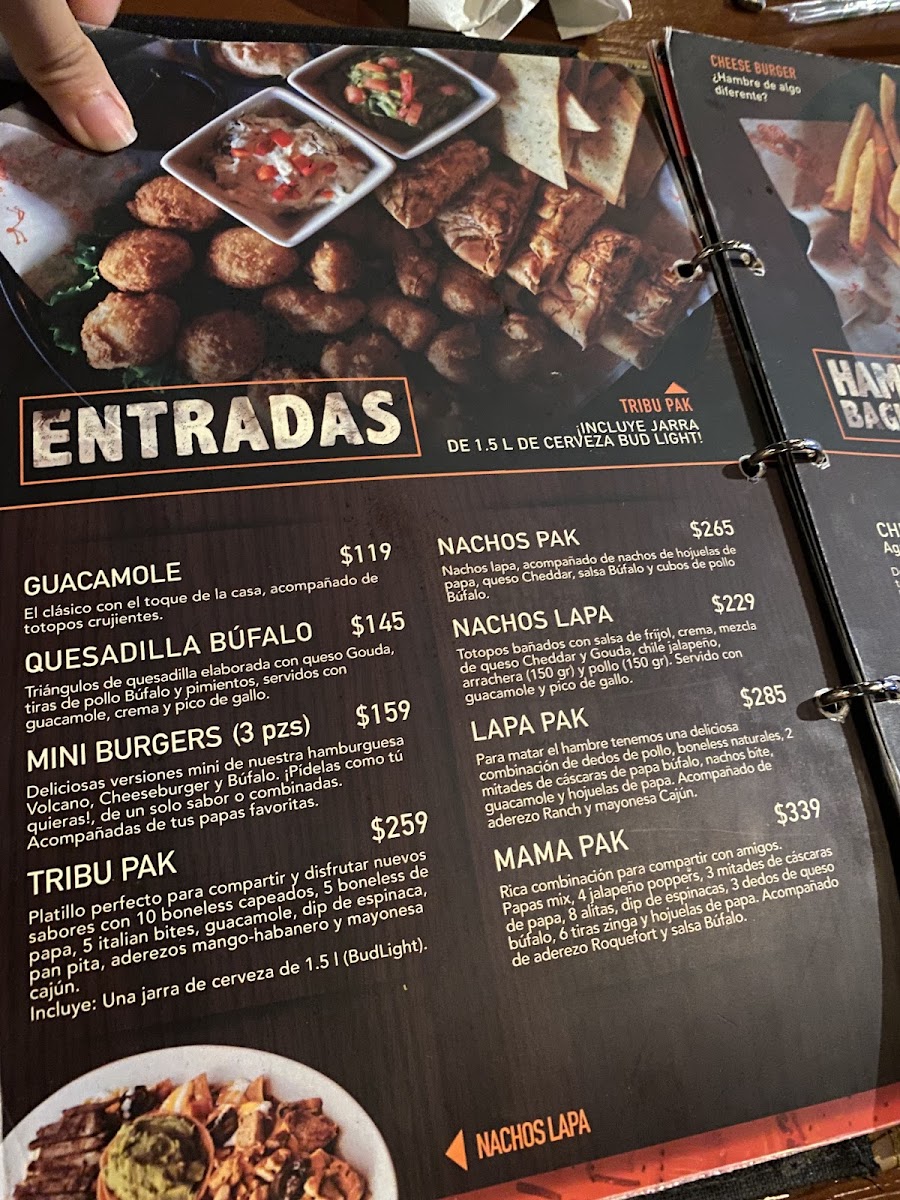 ENTRADAS
TRIBU PAK
¡INCLUYE JARRA
DE 1.5 L DE CERVEZA BUD LIGHT!
GUACAMOLE $119
El clásico con el toque de la casa, acompañado de
totopos crujientes.
QUESADILLA BÚFALO $145
Triángulos de quesadilla elaborada con queso Gouda,
tiras de pollo Búfalo y pimientos, servidos con
guacamole, crema y pico de gallo.
MINI BURGERS (3 pzs) $159
Deliciosas versiones mini de nuestra hamburguesa
Volcano, Cheeseburger y Búfalo. ¡Pídelas como tú
quieras!, de un solo sabor o combinadas.
Acompañadas de tus papas favoritas.
TRIBU PAK $259
Platillo perfecto para compartir y disfrutar nuevos
sabores con 10 boneless capeados, 5 boneless de
papa, 5 italian bites, guacamole, dip de espinaca,
pan pita, aderezos mango-habanero y mayonesa
cajún.
Incluye: Una jarra de cerveza de 1.5 l (BudLight).
NACHOS PAK $265
Nachos lapa, acompañado de nachos de hojuelas de
papa, queso Cheddar, salsa Búfalo y cubos de pollo
Búfalo.
NACHOS LAPA $229
Totopos bañados con salsa de frijol, crema, mezcla
de queso Cheddar y Gouda, chile jalapeño,
arrachera (150 gr) y pollo (150 gr). Servido con
guacamole y pico de gallo.
LAPA PAK $285
Para matar el hambre tenemos una deliciosa
combinación de dedos de pollo, boneless naturales, 2
mitades de cáscaras de papa búfalo, nachos bite,
guacamole y hojuelas de papa. Acompañado de
aderezo Ranch y mayonesa Cajún.
MAMA PAK $339
Rica combinación para compartir con amigos.
Papas mix, 4 jalapeño poppers, 3 mitades de cáscaras
de papa, 8 alitas, dip de espinacas, 3 dedos de queso
búfalo, 6 tiras zinga y hojuelas de papa. Acompañado
de aderezo Roquefort y salsa Búfalo.
NACHOS LAPA
CHEESE BURGER
¿Hambre de algo
diferente?
HAM
BAG
CH
Ag